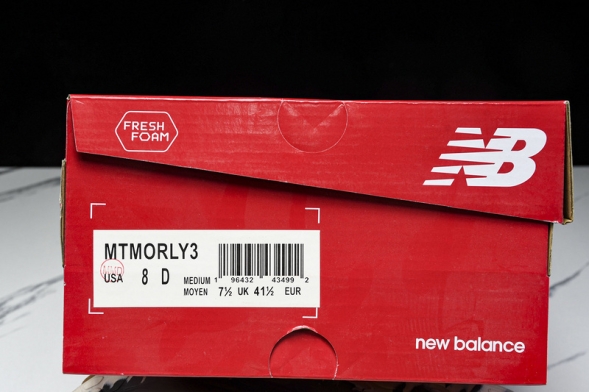 FRESH
FOAM
NB
MTMORLY3
USA 8 D MEDIUM 1 96432 43499 2
MOYEN 7½ UK 41½ EUR
new balance